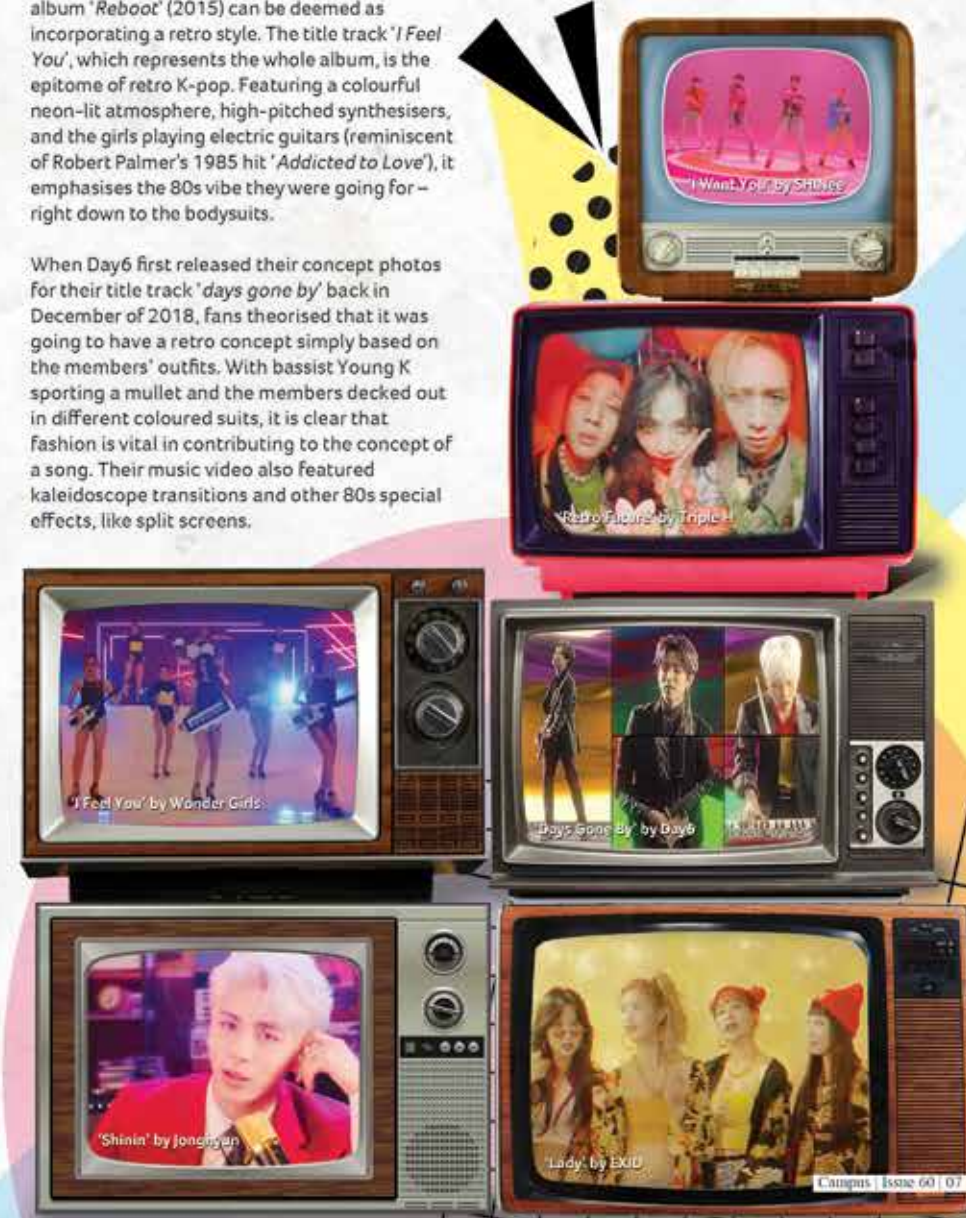 album 'Reboot' (2015) can be deemed as
incorporating a retro style. The title track 'I Feel
You', which represents the whole album, is the
epitome of retro K-pop. Featuring a colourful
neon-lit atmosphere, high-pitched synthesisers,
and the girls playing electric guitars (reminiscent
of Robert Palmer's 1985 hit 'Addicted to Love'), it
emphasises the 80s vibe they were going for –
right down to the bodysuits.
When Day6 first released their concept photos
for their title track 'days gone by' back in
December of 2018, fans theorised that it was
going to have a retro concept simply based on
the members' outfits. With bassist Young K
sporting a mullet and the members decked out
in different coloured suits, it is clear that
fashion is vital in contributing to the concept of
a song. Their music video also featured
kaleidoscope transitions and other 80s special
effects, like split screens.
'I Want You' by SHINee
'Retro Future' by Triple H
'I Feel You' by Wonder Girls
'Days Gone By' by Day6
'Shinin' by Jonghyun
'Lady' by EXID
Campus | Issue 60 | 07